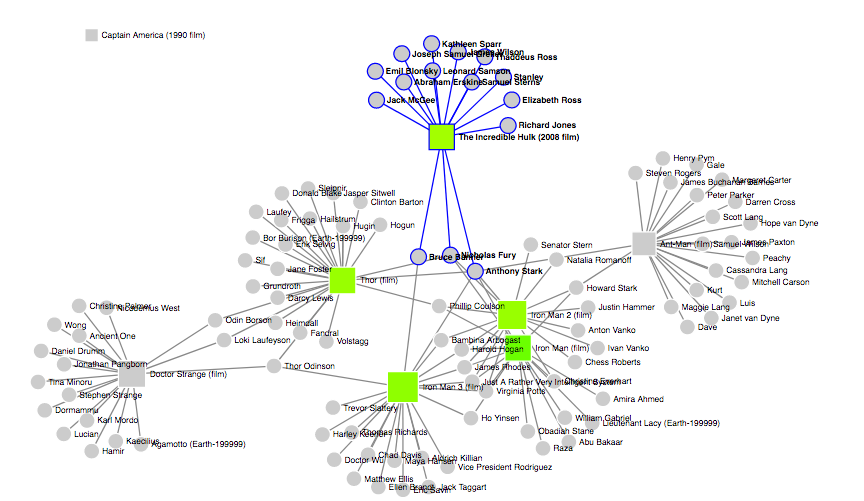 Captain America (1990 film)
Kathleen Sparr
Thaddeus Ross
Emil Blonsky
Leonard Samson
Stanley
Abraham Erskine
Samuel Sterns
Jack McGee
Elizabeth Ross
Richard Jones
The Incredible Hulk (2008 film)
Henry Pym
Gale
Steven Rogers
Margaret Carter
James Buchanan Barnes
Peter Parker
Darren Cross
Scott Lang
Hope van Dyne
Ant-Man (film)
Samuel Wilson
James Paxton
Peachy
Cassandra Lang
Mitchell Carson
Kurt
Luis
Maggie Lang
Janet van Dyne
Dave
Sleipnir
Donald Blake
Jasper Sitwell
Clinton Barton
Laufey
Frigga
Hailstrum
Hugin
Hogun
Bor Burison (Earth-199999)
Erik Selvig
Sif
Jane Foster
Thor (film)
Grundroth
Darcy Lewis
Bruce Banner
Nicholas Fury
Anthony Stark
Senator Stern
Natalia Romanoff
Howard Stark
Phillip Coulson
Justin Hammer
Iron Man 2 (film)
Anton Vanko
Odin Borson
Heimdall
Fandral
Loki Laufeyson
Volstagg
Bambina Arbogast
Harold Hogan
Iron Man (film)
Ivan Vanko
Chess Roberts
Thor Odinson
James Rhodes
Iron Man 3 (film)
Just A Rather Very Intelligent System
Virginia Potts
Amira Ahmed
Christine Palmer
Nicodemus West
Wong
Ancient One
Daniel Drumm
Jonathan Pangborn
Tina Minoru
Doctor Strange (film)
Stephen Strange
Dormammu
Karl Mordo
Lucian
Kaecilius
Agamotto (Earth-199999)
Hamir
Trevor Slattery
Ho Yinsen
William Gabriel
Lieutenant Lacy (Earth-199999)
Thomas Richards
Obadiah Stane
Abu Bakaar
Raza
Doctor Wu
Chad Davis
Maya Hansen
Aldrich Killian
Vice President Rodriguez
Matthew Ellis
Ellen Brandt
Jack Taggart
Eric Savin